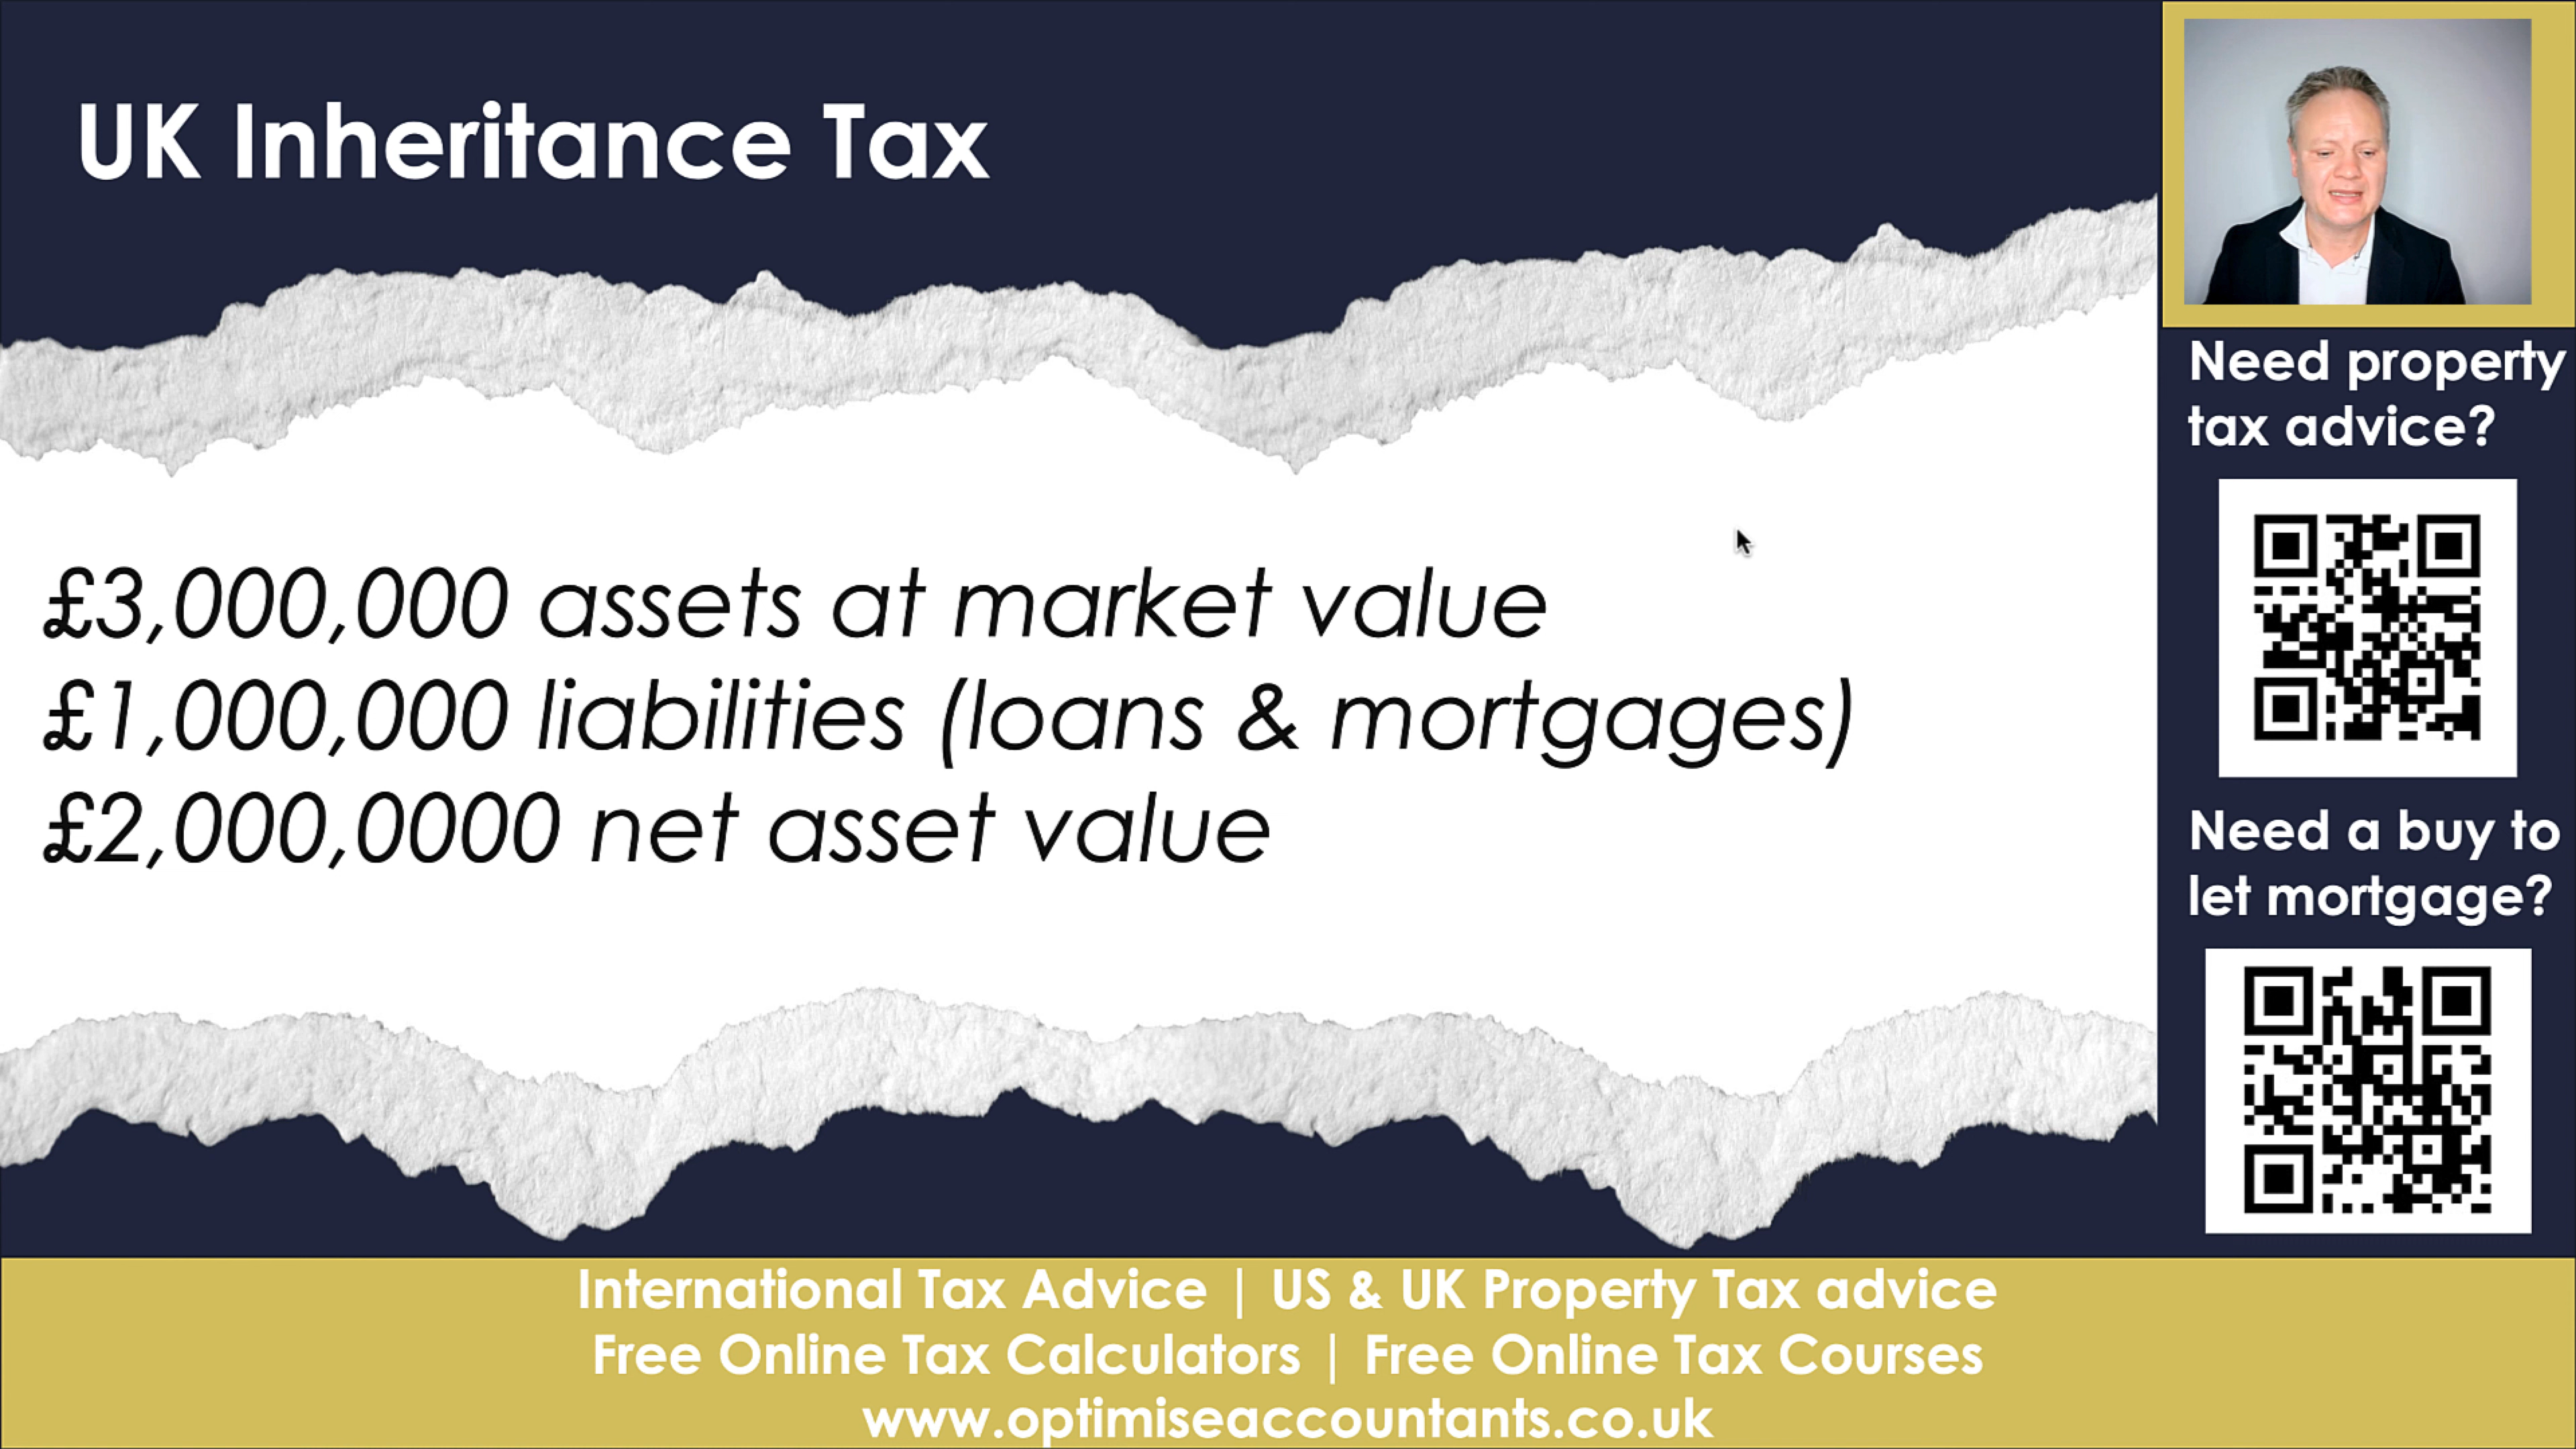 UK Inheritance Tax
£3,000,000 assets at market value
£1,000,000 liabilities (loans & mortgages)
£2,000,0000 net asset value
Need property
tax advice?
Need a buy to
let mortgage?
International Tax Advice | US & UK Property Tax advice
Free Online Tax Calculators | Free Online Tax Courses
www.optimiseaccountants.co.uk